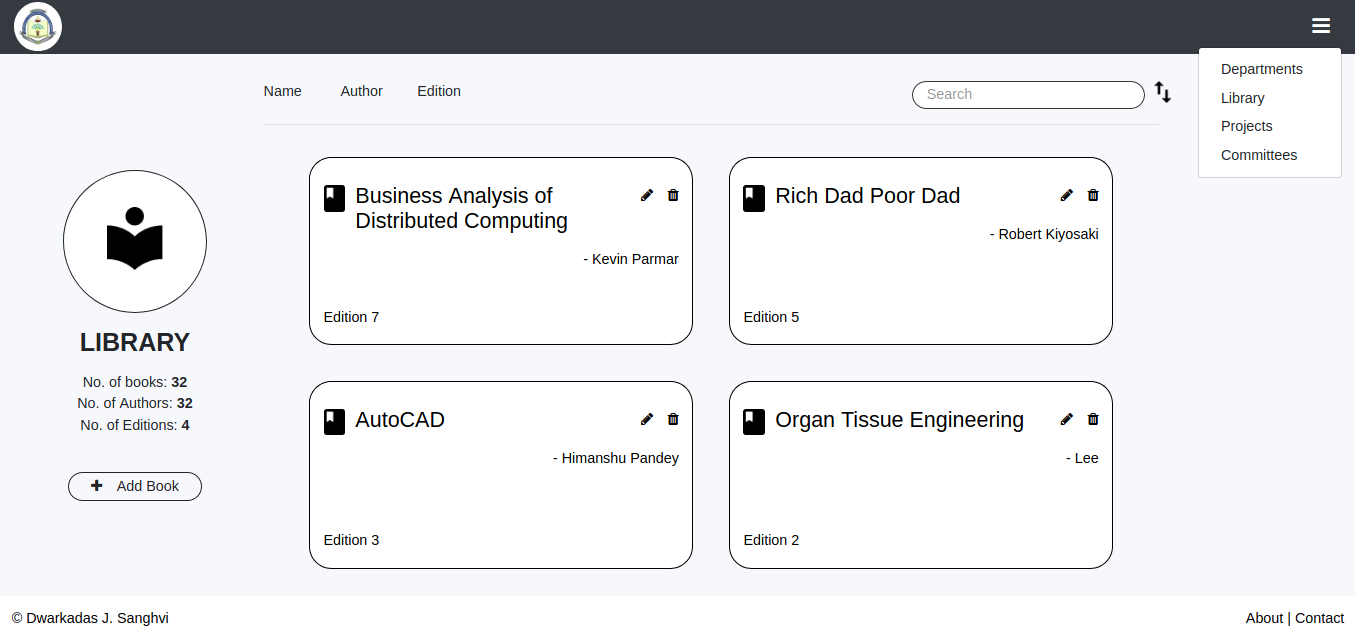 Departments
Library
Projects
Committees
Name Author Edition
Search
LIBRARY
No. of books: 32
No. of Authors: 32
No. of Editions: 4
Add Book
Business Analysis of
Distributed Computing
- Kevin Parmar
Edition 7
Rich Dad Poor Dad
- Robert Kiyosaki
Edition 5
AutoCAD
- Himanshu Pandey
Edition 3
Organ Tissue Engineering
- Lee
Edition 2
© Dwarkadas J. Sanghvi
About | Contact